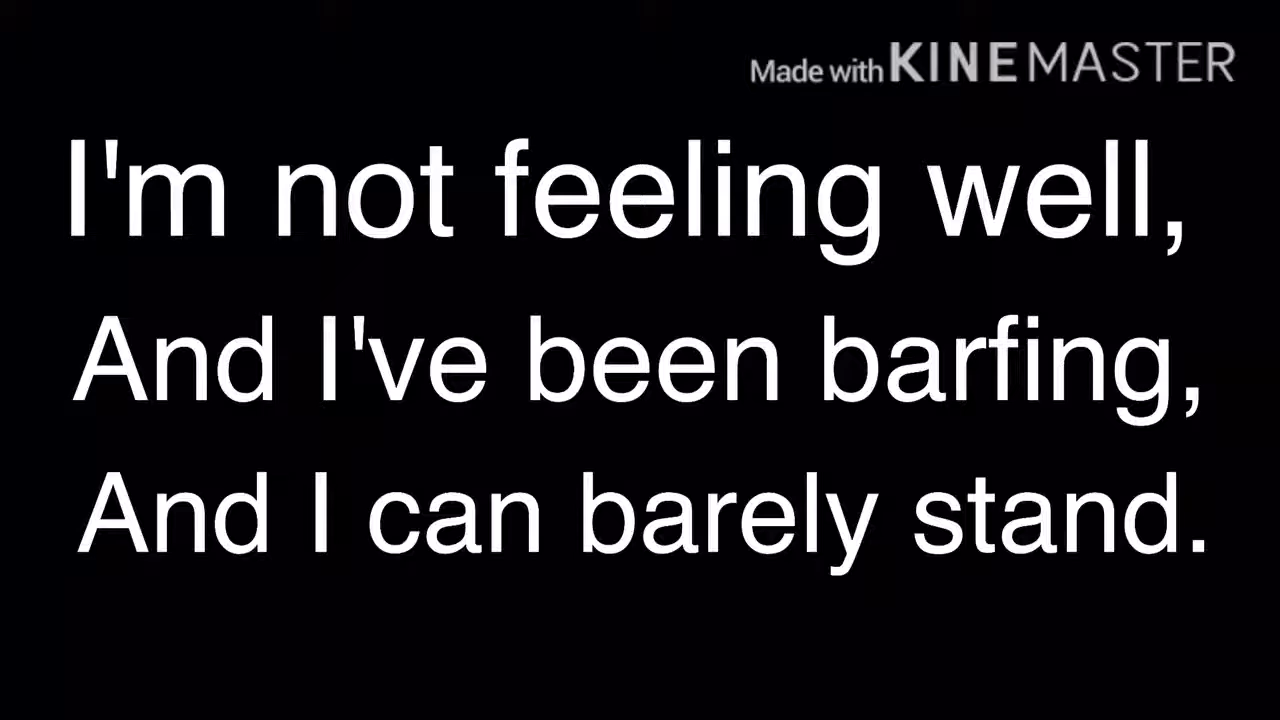 Made with KINEMASTER
I'm not feeling well,
And I've been barfing,
And I can barely stand.